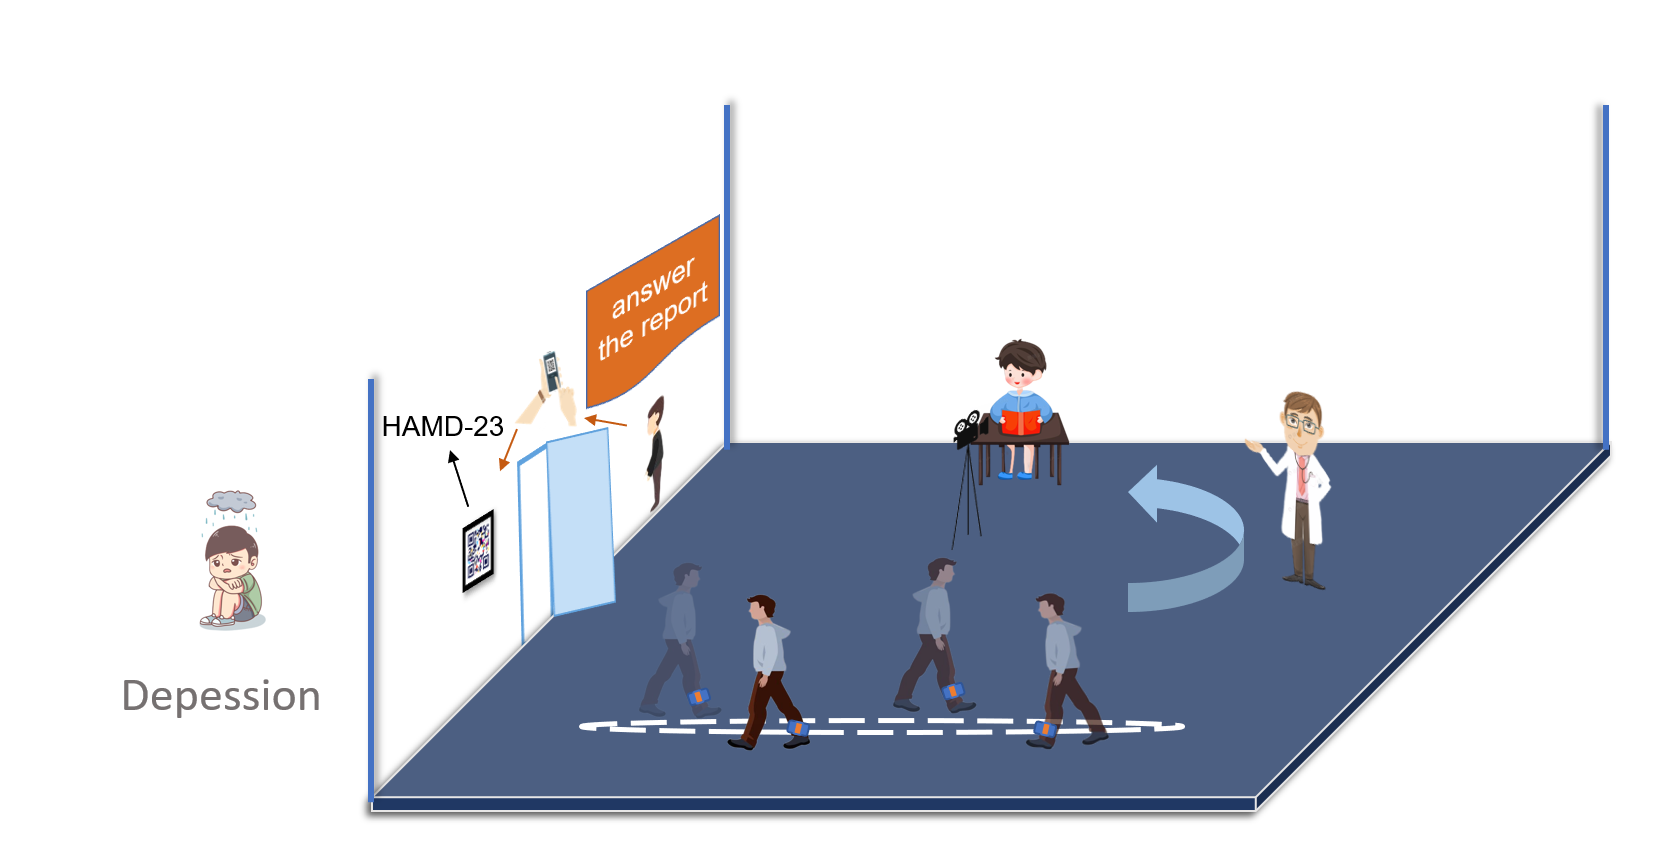 answer
the report
HAMD-23
Depession